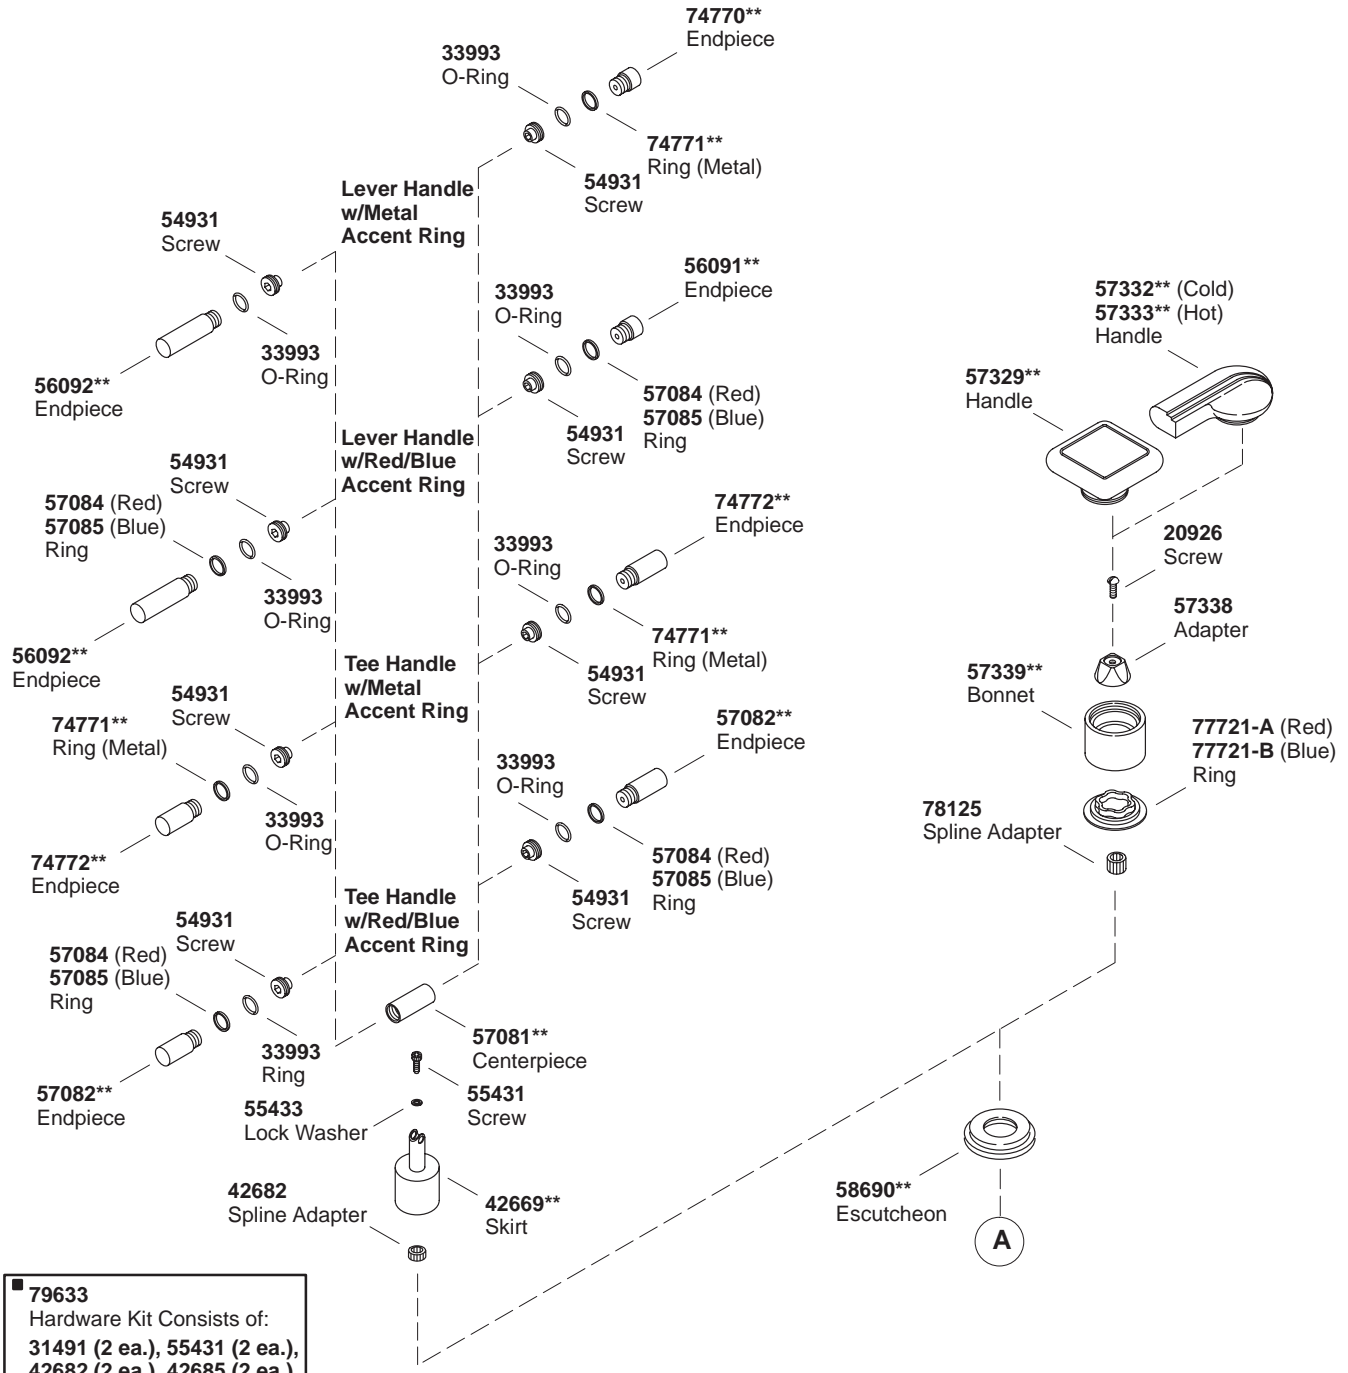 74770**
Endpiece
33993
O-Ring
74771**
Ring (Metal)
54931
Screw
Lever Handle
w/Metal
Accent Ring
54931
Screw
33993
O-Ring
56092**
Endpiece
56091**
Endpiece
33993
O-Ring
57084 (Red)
57085 (Blue)
Ring
54931
Screw
Lever Handle
w/Red/Blue
Accent Ring
54931
Screw
57084 (Red)
57085 (Blue)
Ring
33993
O-Ring
56092**
Endpiece
74772**
Endpiece
33993
O-Ring
74771**
Ring (Metal)
54931
Screw
Tee Handle
w/Metal
Accent Ring
54931
Screw
74771**
Ring (Metal)
33993
O-Ring
74772**
Endpiece
57082**
Endpiece
33993
O-Ring
57084 (Red)
57085 (Blue)
Ring
54931
Screw
Tee Handle
w/Red/Blue
Accent Ring
54931
Screw
57084 (Red)
57085 (Blue)
Ring
33993
Ring
57082**
Endpiece
57081**
Centerpiece
55431
Screw
55433
Lock Washer
42682
Spline Adapter
42669**
Skirt
57332** (Cold)
57333** (Hot)
Handle
57329**
Handle
20926
Screw
57338
Adapter
57339**
Bonnet
77721-A (Red)
77721-B (Blue)
Ring
78125
Spline Adapter
58690**
Escutcheon
A
79633
Hardware Kit Consists of:
31491 (2 ea.), 55431 (2 ea.),
42682 (2 ea.), 42685 (2 ea.)